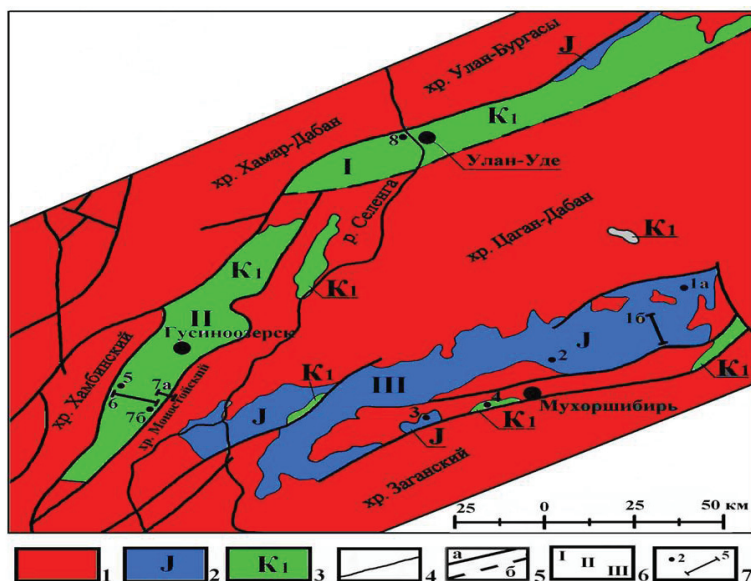 хр. Улан-Бургасы
J
хр. Хамар-Дабан
K1
8
I
Улан-Уде
р. Селенга
хр. Цаган-Дабан
K1
K1
K1
II
1а
Гусиноозерск
1б
J
хр. Хамбинский
5
7а
K1
2
III
K1
6
7б
хр. Моностойский
4
Мухоршибирь
J
3
K1
J
хр. Заганский
25 0 25 50 км
1 J 2 K1 3 4 а б 5 I II III 6 2 5 7